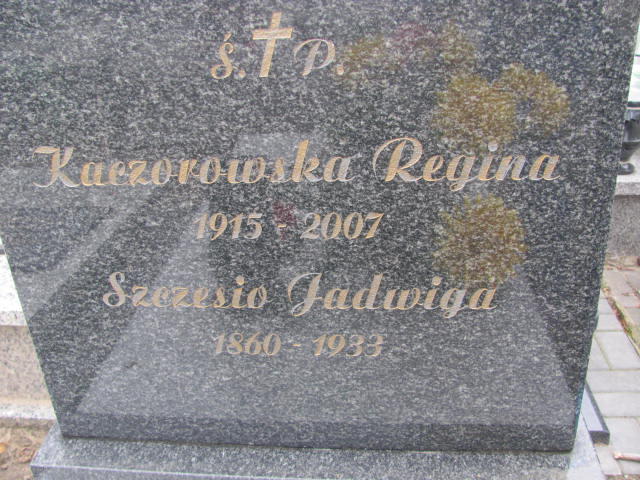 Ś.†P.
Kaczorowska Regina
1915 - 2007
Szczesio Jadwiga
1860 - 1933